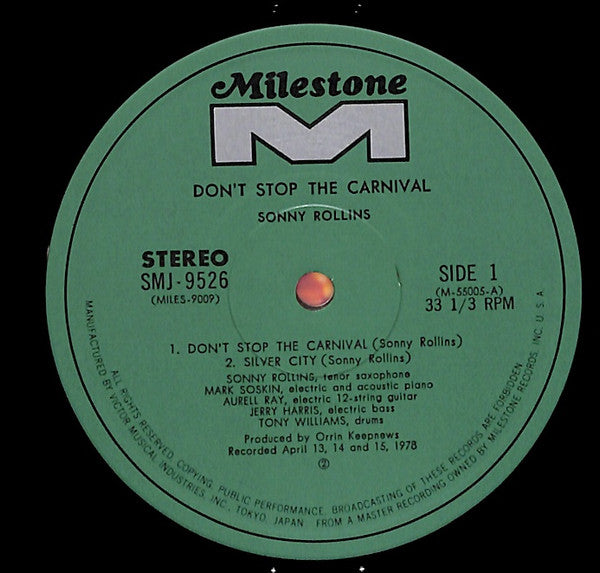 Milestone
DON'T STOP THE CARNIVAL
SONNY ROLLINS
STEREO
SMJ-9526
(MILES-9009)
SIDE 1
(M-55005-A)
33 1/3 RPM
1. DON'T STOP THE CARNIVAL (Sonny Rollins)
2. SILVER CITY (Sonny Rollins)
SONNY ROLLINS, tenor saxophone
MARK SOSKIN, electric and acoustic piano
AURELL RAY, electric 12-string guitar
JERRY HARRIS, electric bass
TONY WILLIAMS, drums
Produced by Orrin Keepnews
Recorded April 13, 14 and 15, 1978
Ⓟ
ALL RIGHTS RESERVED. COPYING, PUBLIC PERFORMANCE, BROADCASTING OF THESE RECORDS ARE FORBIDDEN.
MANUFACTURED BY VICTOR MUSICAL INDUSTRIES, INC., TOKYO, JAPAN FROM A MASTER RECORDING OWNED BY MILESTONE RECORDS, INC. U.S.A.